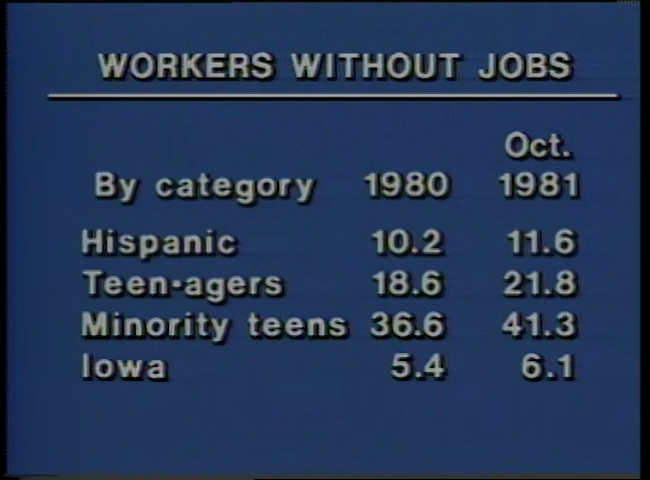 WORKERS WITHOUT JOBS
Oct.
By category 1980 1981
Hispanic 10.2 11.6
Teen-agers 18.6 21.8
Minority teens 36.6 41.3
Iowa 5.4 6.1